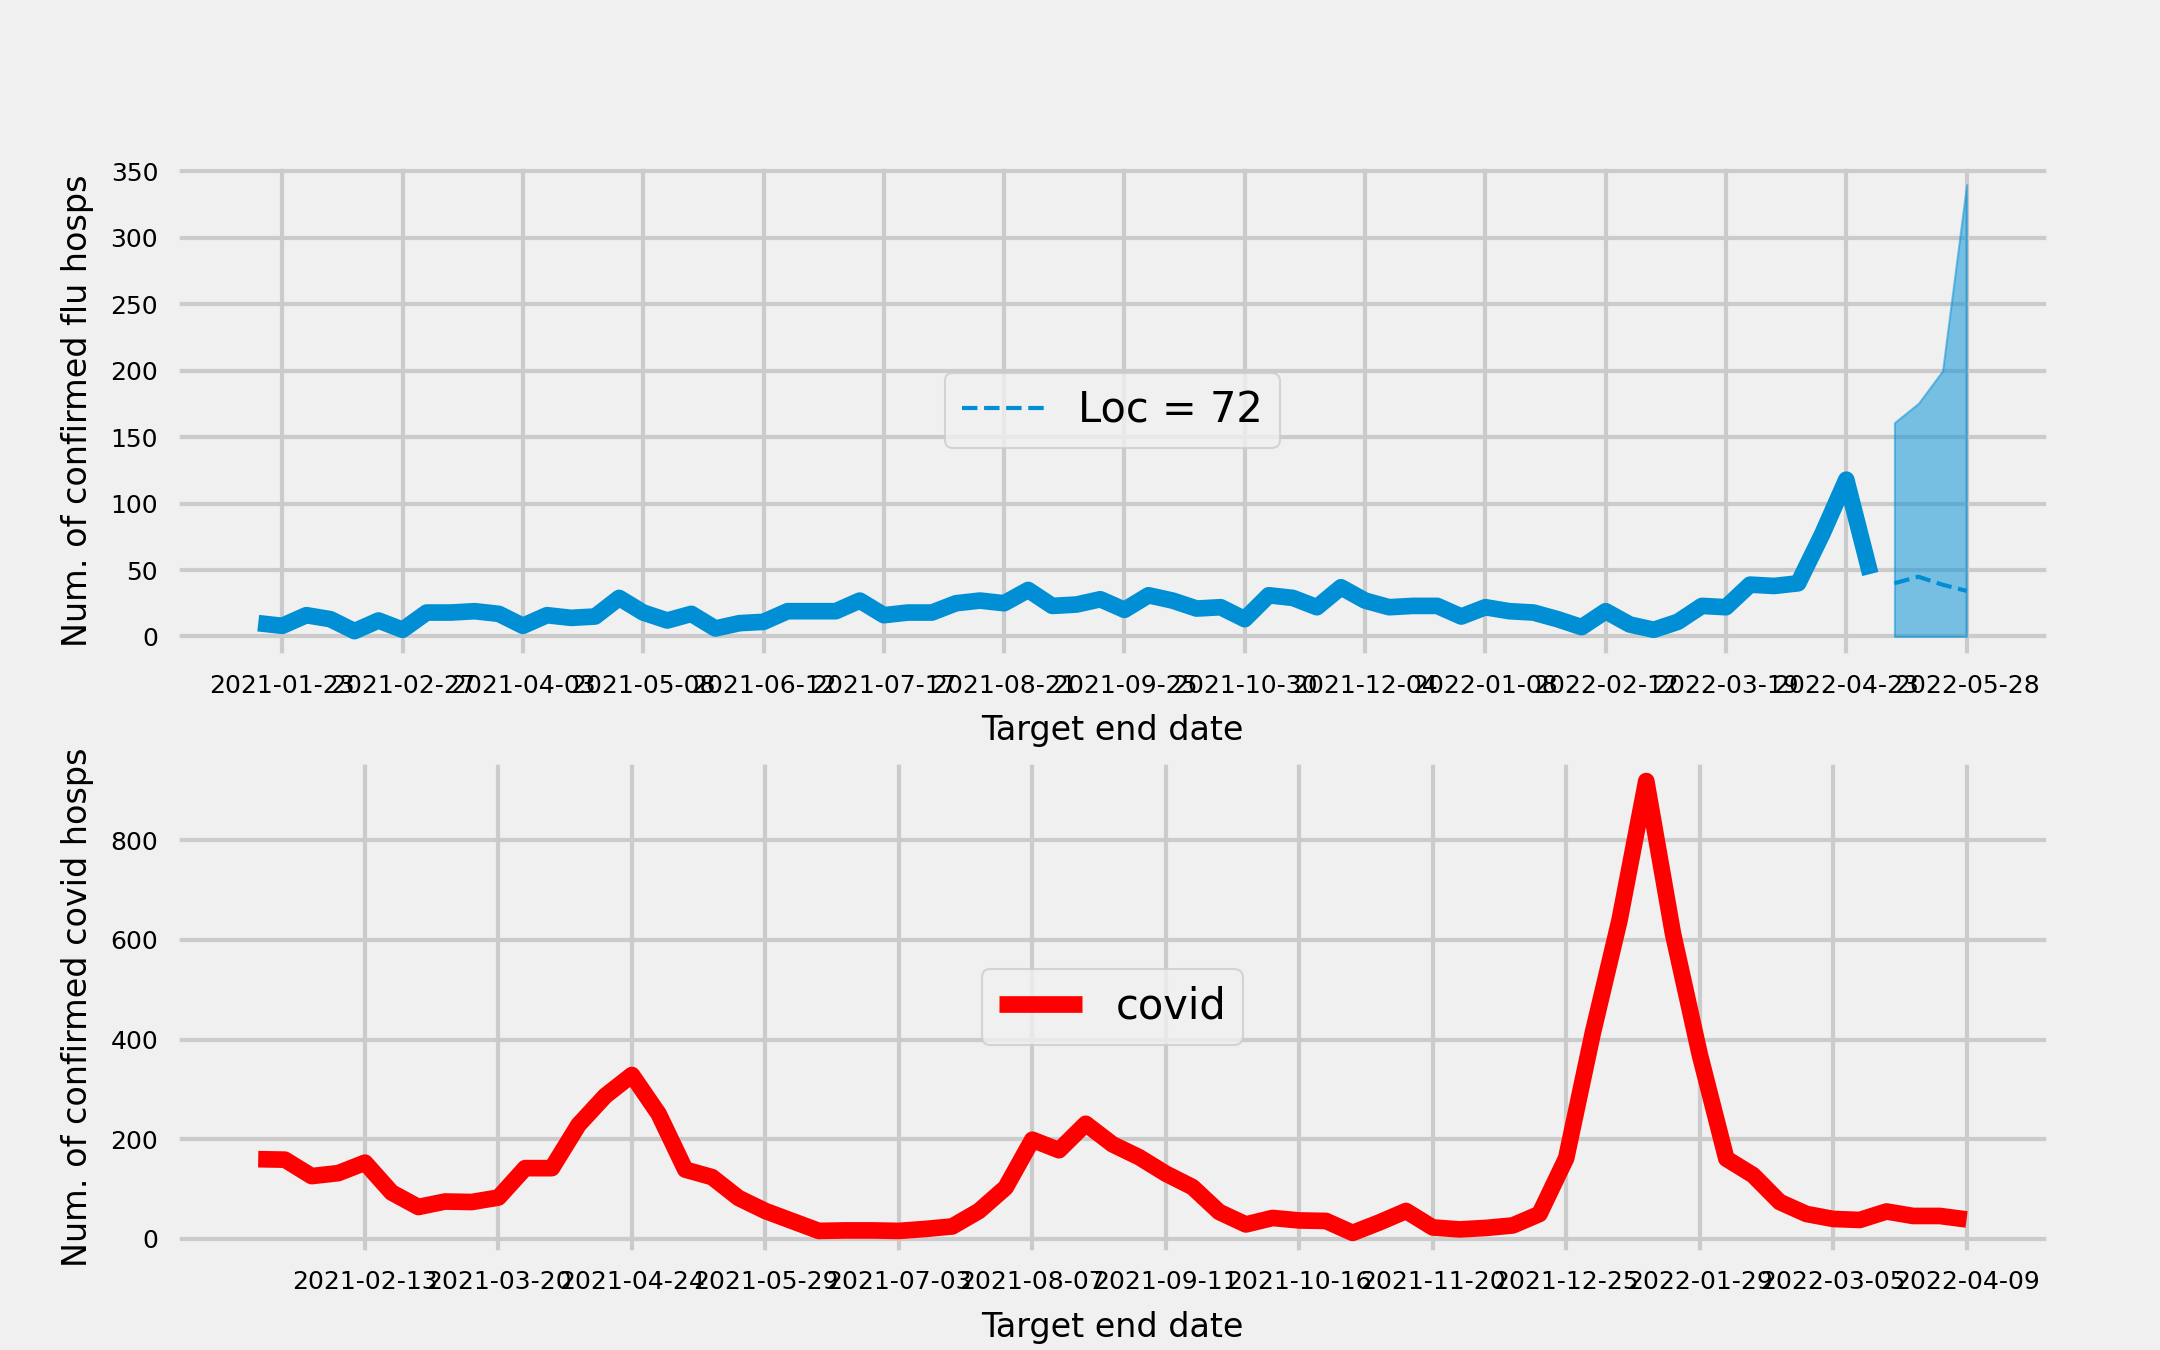 Num. of confirmed flu hosps
350
300
250
200
150
100
50
0
Loc = 72
2021-01-23 2021-02-27 2021-04-03 2021-05-08 2021-06-12 2021-07-17 2021-08-21 2021-09-25 2021-10-30 2021-12-04 2022-01-08 2022-02-12 2022-03-19 2022-04-23 2022-05-28
Target end date
Num. of confirmed covid hosps
800
600
400
200
0
covid
2021-02-13 2021-03-20 2021-04-24 2021-05-29 2021-07-03 2021-08-07 2021-09-11 2021-10-16 2021-11-20 2021-12-25 2022-01-29 2022-03-05 2022-04-09
Target end date